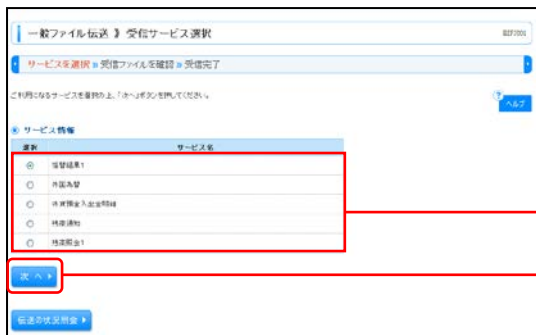 一般ファイル伝送 》 受信サービス選択
サービスを選択 » 受信ファイルを確認 » 受信完了
ご利用になるサービスを選択の上、「次へ」ボタンを押してください。
ヘルプ
サービス情報
選択 サービス名
振替結果1
外国為替
外貨預金入出金明細
残高通知
残高照会1
次 へ
伝送の状況照会